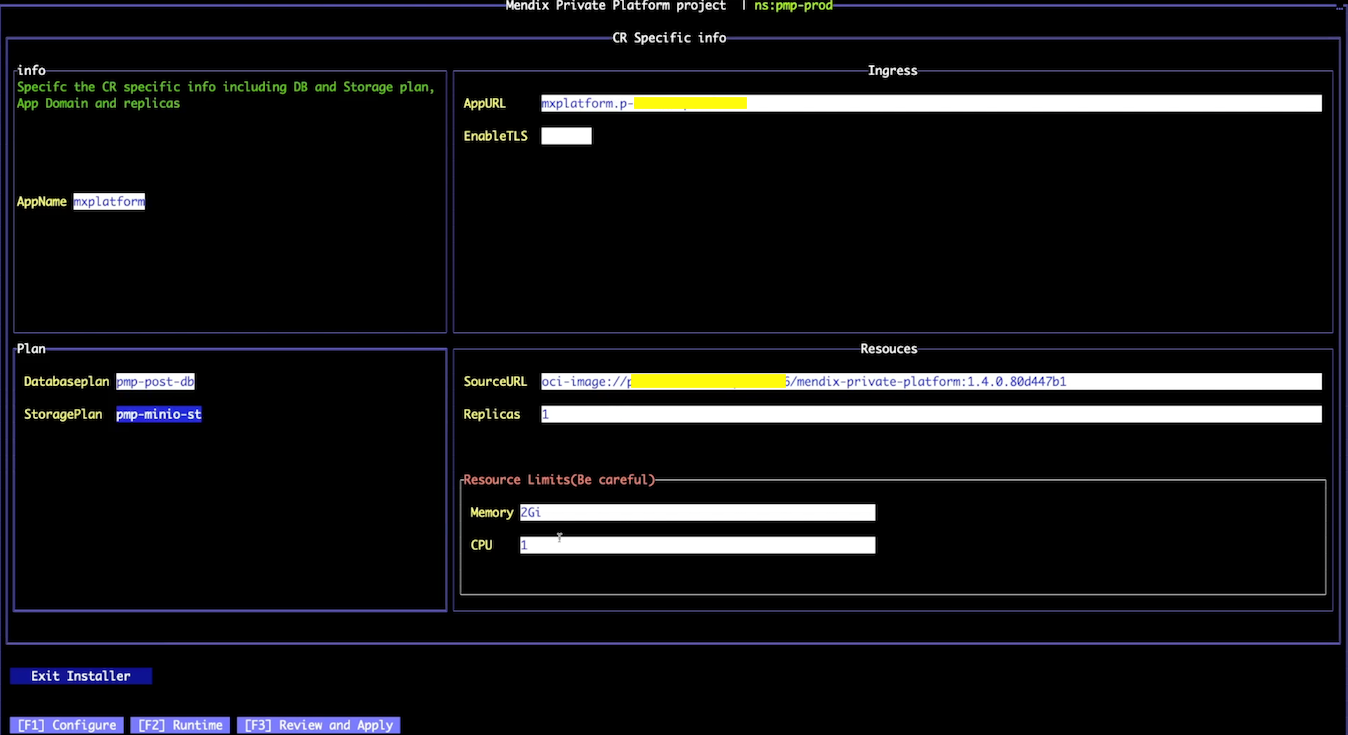 Mendix Private Platform project | ns:pmp-prod
CR Specific info
info
Specifc the CR specific info including DB and Storage plan,
App Domain and replicas
AppName mxplatform
Ingress
AppURL mxplatform.p-
EnableTLS
Plan
Databaseplan pmp-post-db
StoragePlan pmp-minio-st
Resouces
SourceURL oci-image://p 6/mendix-private-platform:1.4.0.80d447b1
Replicas 1
Resource Limits(Be careful)
Memory 2Gi
CPU 1
Exit Installer
[F1] Configure [F2] Runtime [F3] Review and Apply